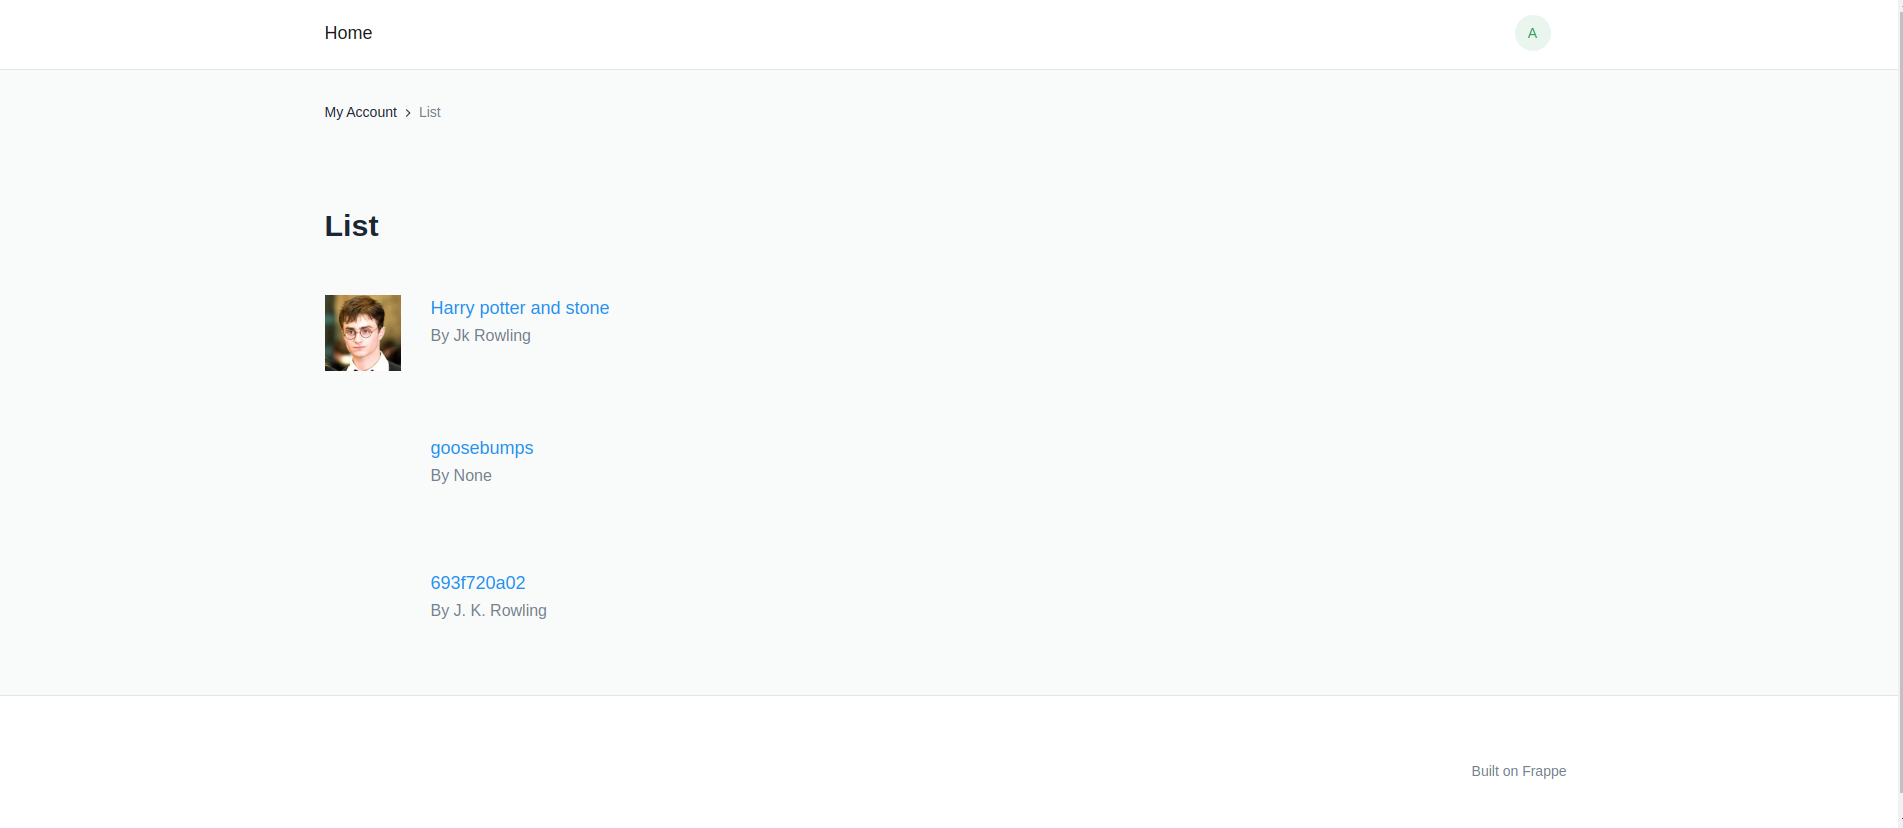 Home
A
My Account > List
List
Harry potter and stone
By Jk Rowling
goosebumps
By None
693f720a02
By J. K. Rowling
Built on Frappe